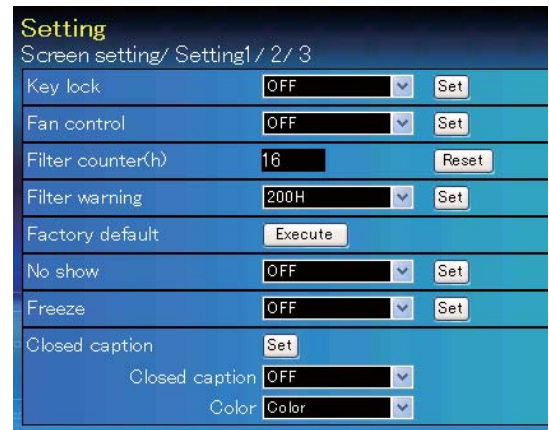 Setting
Screen setting/ Setting1/ 2/ 3
Key lock OFF Set
Fan control OFF Set
Filter counter(h) 16 Reset
Filter warning 200H Set
Factory default Execute
No show OFF Set
Freeze OFF Set
Closed caption Set
Closed caption OFF
Color Color